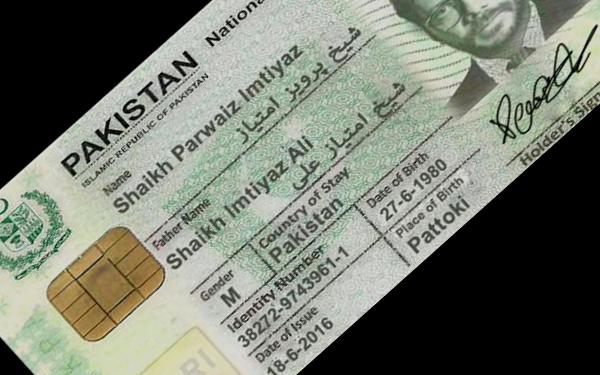 PAKISTAN
ISLAMIC REPUBLIC OF PAKISTAN
Name
Shaikh Parwaiz Imtiyaz
شیخ پرویز امتیاز
Father Name
Shaikh Imtiyaz Ali
شیخ امتیاز علی
Gender
M
Country of Stay
Pakistan
Identity Number
38272-9743961-1
Date of Birth
27-6-1980
Date of Issue
18-6-2016
Place of Birth
Pattoki
Holder's